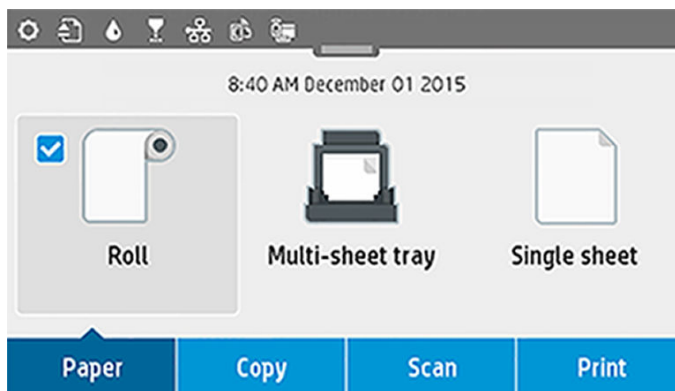 8:40 AM December 01 2015
Roll Multi-sheet tray Single sheet
Paper Copy Scan Print